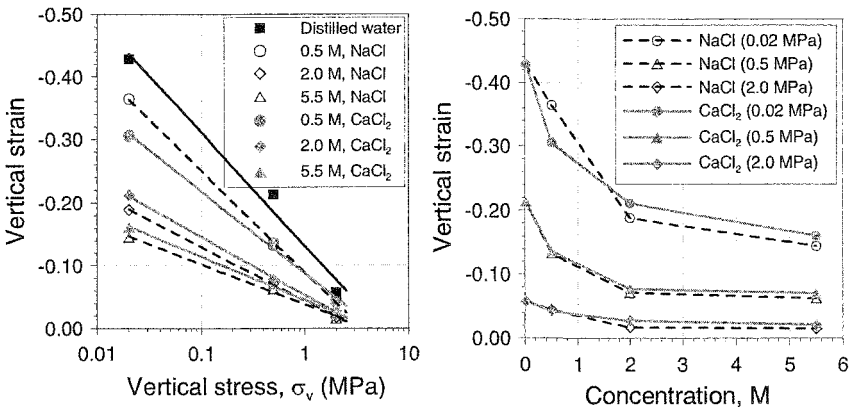 -0.50
-0.40
-0.30
-0.20
-0.10
0.00
0.01
0.1
1
10
Vertical strain
Vertical stress, σv (MPa)
Distilled water
0.5 M, NaCl
2.0 M, NaCl
5.5 M, NaCl
0.5 M, CaCl2
2.0 M, CaCl2
5.5 M, CaCl2
-0.50
-0.40
-0.30
-0.20
-0.10
0.00
0
1
2
3
4
5
6
Vertical strain
Concentration, M
NaCl (0.02 MPa)
NaCl (0.5 MPa)
NaCl (2.0 MPa)
CaCl2 (0.02 MPa)
CaCl2 (0.5 MPa)
CaCl2 (2.0 MPa)